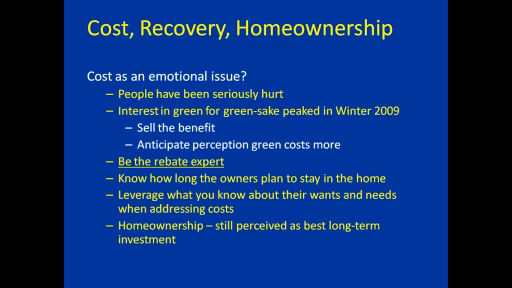 Cost, Recovery, Homeownership
Cost as an emotional issue?
– People have been seriously hurt
– Interest in green for green-sake peaked in Winter 2009
– Sell the benefit
– Anticipate perception green costs more
– Be the rebate expert
– Know how long the owners plan to stay in the home
– Leverage what you know about their wants and needs
when addressing costs
– Homeownership – still perceived as best long-term
investment